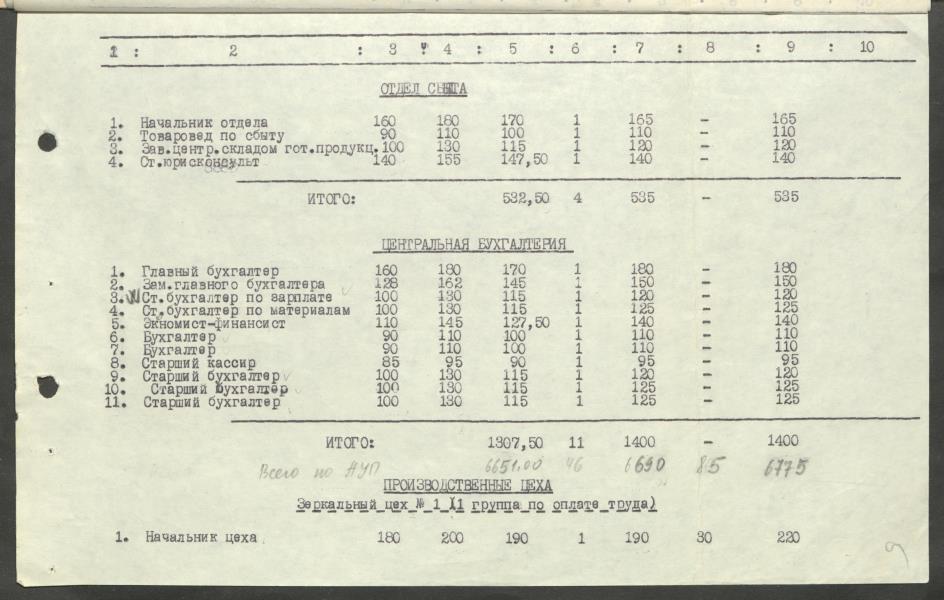 1 : 2 : 3 : 4 : 5 : 6 : 7 : 8 : 9 : 10
ОТДЕЛ СБЫТА
1. Начальник отдела 160 180 170 1 165 - 165
2. Товаровед по сбыту 90 110 100 1 110 - 110
3. Зав.центр.складом гот.продукц. 100 130 115 1 120 - 120
4. Ст.юрисконсульт 140 155 147,50 1 140 - 140
ИТОГО: 532,50 4 535 - 535
ЦЕНТРАЛЬНАЯ БУХГАЛТЕРИЯ
1. Главный бухгалтер 160 180 170 1 180 - 180
2. Зам.главного бухгалтера 128 162 145 1 150 - 150
3. Ст.бухгалтер по зарплате 100 130 115 1 120 - 120
4. Ст.бухгалтер по материалам 100 130 115 1 125 - 125
5. Экномист-финансист 110 145 127,50 1 140 - 140
6. Бухгалтер 90 110 100 1 110 - 110
7. Бухгалтер 90 110 100 1 110 - 110
8. Старший кассир 85 95 90 1 95 - 95
9. Старший бухгалтер 100 130 115 1 120 - 120
10. Старший бухгалтер 100 130 115 1 125 - 125
11. Старший бухгалтер 100 130 115 1 125 - 125
ИТОГО: 1307,50 11 1400 - 1400
Всего по АУП 6651,00 46 6690 85 6775
ПРОИЗВОДСТВЕННЫЕ ЦЕХА
Зеркальный цех № 1 (1 группа по оплате труда)
1. Начальник цеха 180 200 190 1 190 30 220
9